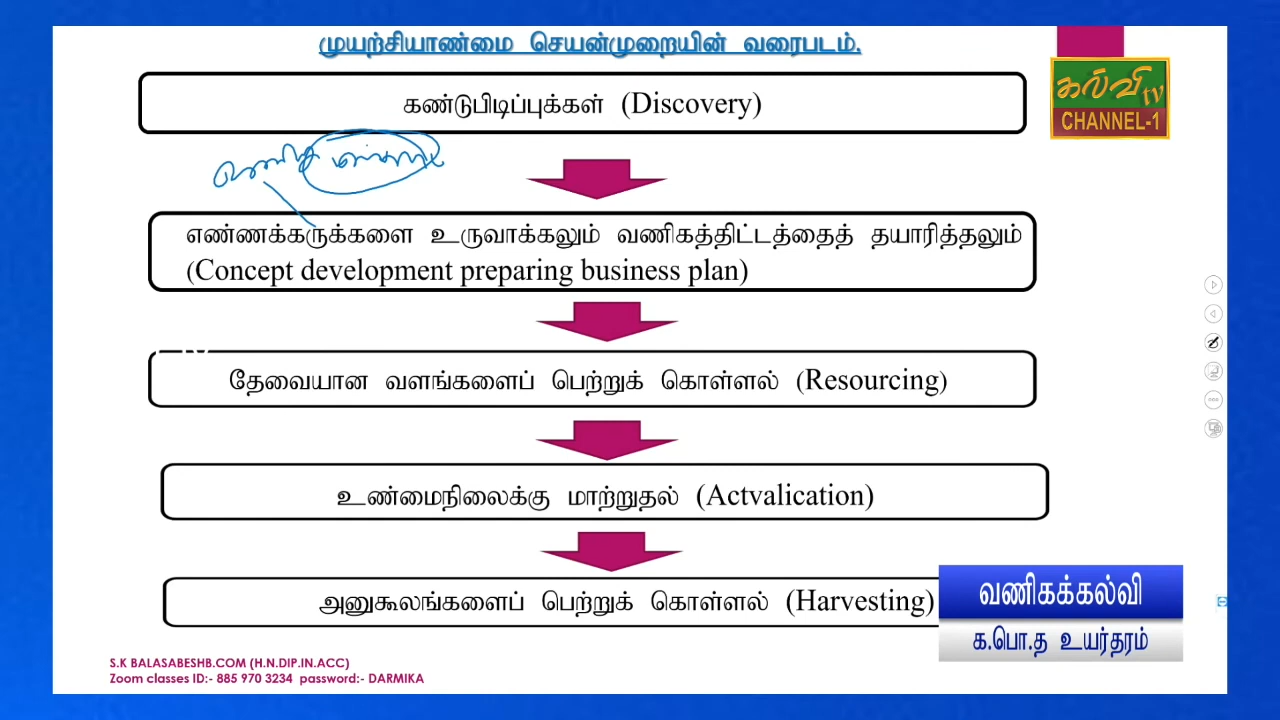 முயற்சியாண்மை செயன்முறையின் வரைபடம்.
கல்வி tv
CHANNEL-1
கண்டுபிடிப்புக்கள் (Discovery)
எண்ணக்கருக்களை உருவாக்கலும் வணிகத்திட்டத்தைத் தயாரித்தலும்
(Concept development preparing business plan)
தேவையான வளங்களைப் பெற்றுக் கொள்ளல் (Resourcing)
உண்மைநிலைக்கு மாற்றுதல் (Actvalication)
அனுகூலங்களைப் பெற்றுக் கொள்ளல் (Harvesting)
வணிகக்கல்வி
க.பொ.த உயர்தரம்
S.K BALASABESHB.COM (H.N.DIP.IN.ACC)
Zoom classes ID:- 885 970 3234 password:- DARMIKA